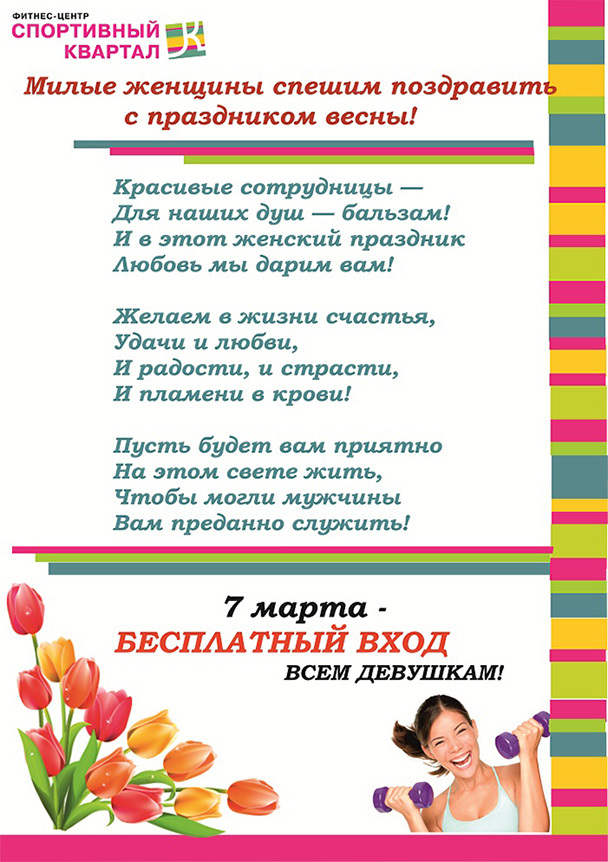 ФИТНЕС-ЦЕНТР
СПОРТИВНЫЙ
КВАРТАЛ
Милые женщины спешим поздравить
с праздником весны!
Красивые сотрудницы —
Для наших душ — бальзам!
И в этот женский праздник
Любовь мы дарим вам!
Желаем в жизни счастья,
Удачи и любви,
И радости, и страсти,
И пламени в крови!
Пусть будет вам приятно
На этом свете жить,
Чтобы могли мужчины
Вам преданно служить!
7 марта -
БЕСПЛАТНЫЙ ВХОД
ВСЕМ ДЕВУШКАМ!